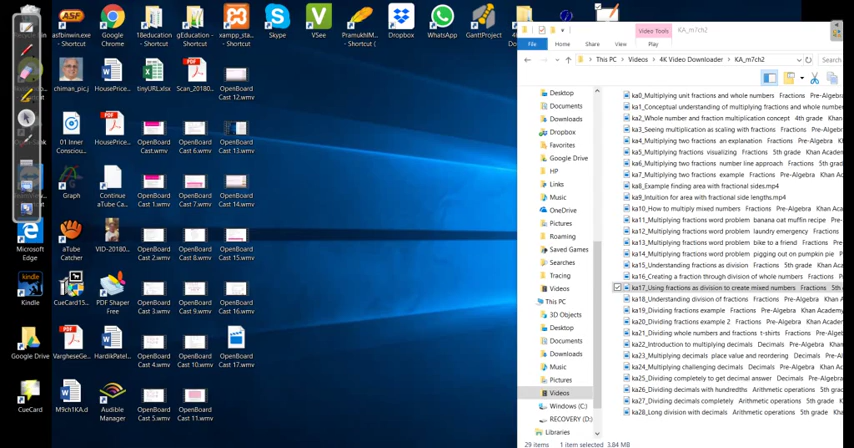 asfbinwin.exe - Shortcut
Google Chrome
18education - Shortcut
gEducation - Shortcut
xampp_start - Shortcut
Skype
VSee
PramukhIM Shortcut (
Dropbox
WhatsApp
GanttProject
chiman_pic.j
HousePrice
tinyURL.xlsx
Scan_20180
OpenBoard Cast 12.wmv
01 Inner Conscious
HousePrice
OpenBoard Cast.wmv
OpenBoard Cast 6.wmv
OpenBoard Cast 13.wmv
Graph
Continue aTube Ca
OpenBoard Cast 1.wmv
OpenBoard Cast 7.wmv
OpenBoard Cast 14.wmv
Microsoft Edge
aTube Catcher
VID-20180
OpenBoard Cast 2.wmv
OpenBoard Cast 8.wmv
OpenBoard Cast 15.wmv
Kindle
CueCard15
PDF Shaper Free
OpenBoard Cast 3.wmv
OpenBoard Cast 9.wmv
OpenBoard Cast 16.wmv
Google Drive
VargheseGe
HardikPatel
OpenBoard Cast 4.wmv
OpenBoard Cast 10.wmv
OpenBoard Cast 17.wmv
CueCard
M9ch1KA.d
Audible Manager
OpenBoard Cast 5.wmv
OpenBoard Cast 11.wmv
Video Tools
KA_m7ch2
File Home Share View Play
This PC Videos 4K Video Downloader KA_m7ch2 Search
Desktop
Documents
Downloads
Dropbox
Favorites
Google Drive
HP
Links
Music
OneDrive
Pictures
Roaming
Saved Games
Searches
Tracing
Videos
This PC
3D Objects
Desktop
Documents
Downloads
Music
Pictures
Videos
Windows (C:)
RECOVERY (D:)
Libraries
ka0_Multiplying unit fractions and whole numbers Fractions Pre-Algebra
ka1_Conceptual understanding of multiplying fractions and whole number
ka2_Whole number and fraction multiplication concept 4th grade Khan A
ka3_Seeing multiplication as scaling with fractions Fractions Pre-Algebra
ka4_Multiplying two fractions an explanation Fractions Pre-Algebra Kha
ka5_Multiplying fractions visualizing Fractions 5th grade Khan Academy
ka6_Multiplying two fractions number line approach Fractions 5th grad
ka7_Multiplying two fractions example Fractions Pre-Algebra Khan Aca
ka8_Example finding area with fractional sides.mp4
ka9_Intuition for area with fractional side lengths.mp4
ka10_How to multiply mixed numbers Fractions Pre-Algebra Khan Acade
ka11_Multiplying fractions word problem banana oat muffin recipe Pre-
ka12_Multiplying fractions word problem laundry emergency Fractions
ka13_Multiplying fractions word problem bike to a friend Fractions Pre-
ka14_Multiplying fractions word problem pigging out on pumpkin pie F
ka15_Understanding fractions as division Fractions 5th grade Khan Acad
ka16_Creating a fraction through division of whole numbers Fractions P
ka17_Using fractions as division to create mixed numbers Fractions 5th
ka18_Understanding division of fractions Fractions Pre-Algebra Khan A
ka19_Dividing fractions example Fractions Pre-Algebra Khan Academy
ka20_Dividing fractions example 2 Fractions Pre-Algebra Khan Academy
ka21_Dividing whole numbers and fractions t-shirts Fractions Pre-Algebr
ka22_Introduction to multiplying decimals Decimals Pre-Algebra Khan
ka23_Multiplying decimals place value and reordering Decimals Pre-Al
ka24_Multiplying challenging decimals Decimals Pre-Algebra Khan Aca
ka25_Dividing completely to get decimal answer Decimals Pre-Algebra
ka26_Dividing decimals with hundredths Arithmetic operations 5th grad
ka27_Dividing decimals completely Arithmetic operations 5th grade Kha
ka28_Long division with decimals Arithmetic operations Khan Academy
29 items 1 item selected 3.84 MB